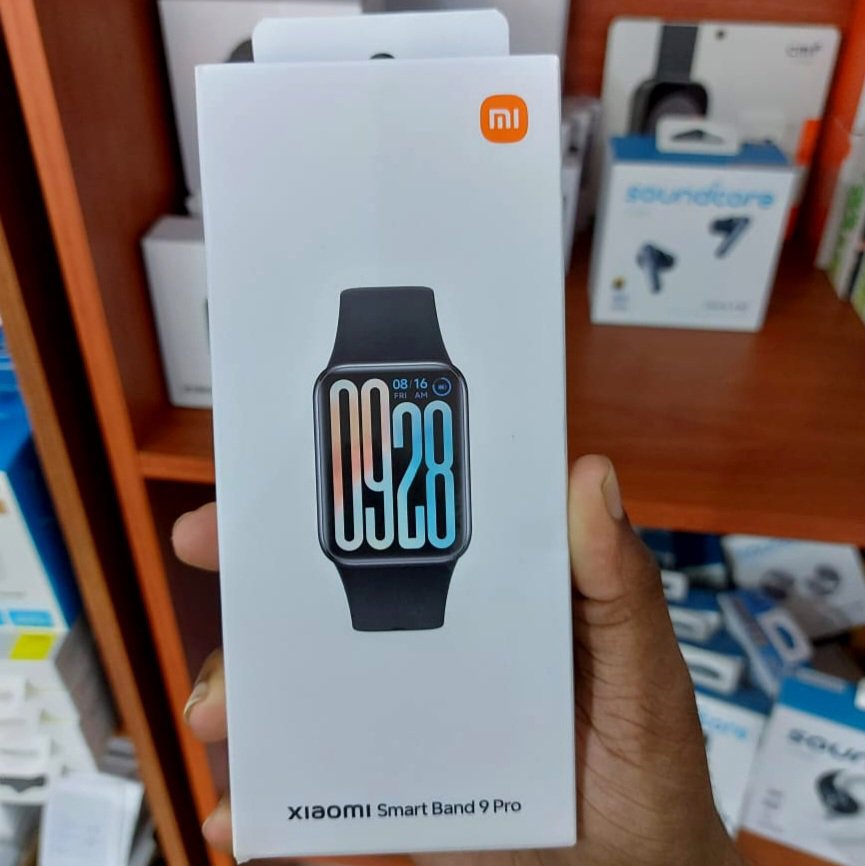 mi
soundcore
08/16
FRI AM
09
28
xiaomi Smart Band 9 Pro